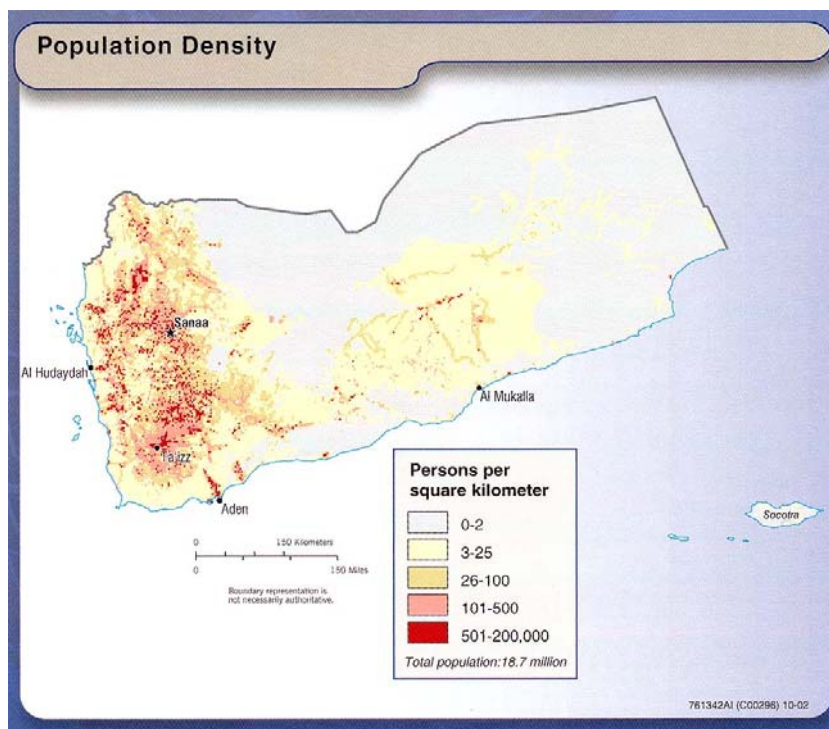 Population Density
Sanaa
Al Hudaydah
Al Mukalla
Ta'izz
Aden
Socotra
0 150 Kilometers
0 150 Miles
Boundary representation is
not necessarily authoritative.
Persons per
square kilometer
0-2
3-25
26-100
101-500
501-200,000
Total population:18.7 million
761342AI (C00296) 10-02